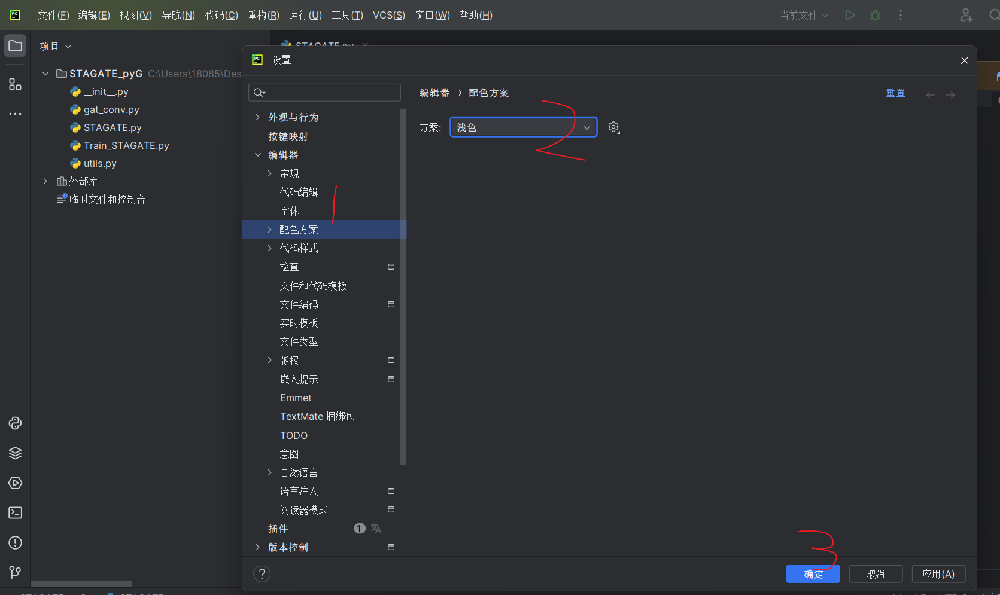 文件(F) 编辑(E) 视图(V) 导航(N) 代码(C) 重构(R) 运行(U) 工具(T) VCS(S) 窗口(W) 帮助(H) 当前文件
项目
STAGATE.py
STAGATE_pyG C:\Users\18085\Des
__init__.py
gat_conv.py
STAGATE.py
Train_STAGATE.py
utils.py
外部库
临时文件和控制台
设置
外观与行为
按键映射
编辑器
常规
代码编辑
字体
配色方案
代码样式
检查
文件和代码模板
文件编码
实时模板
文件类型
版权
嵌入提示
Emmet
TextMate 捆绑包
TODO
意图
自然语言
语言注入
阅读器模式
插件 1
版本控制
编辑器 › 配色方案 重置
方案: 浅色
1
2
3
? 确定 取消 应用(A)